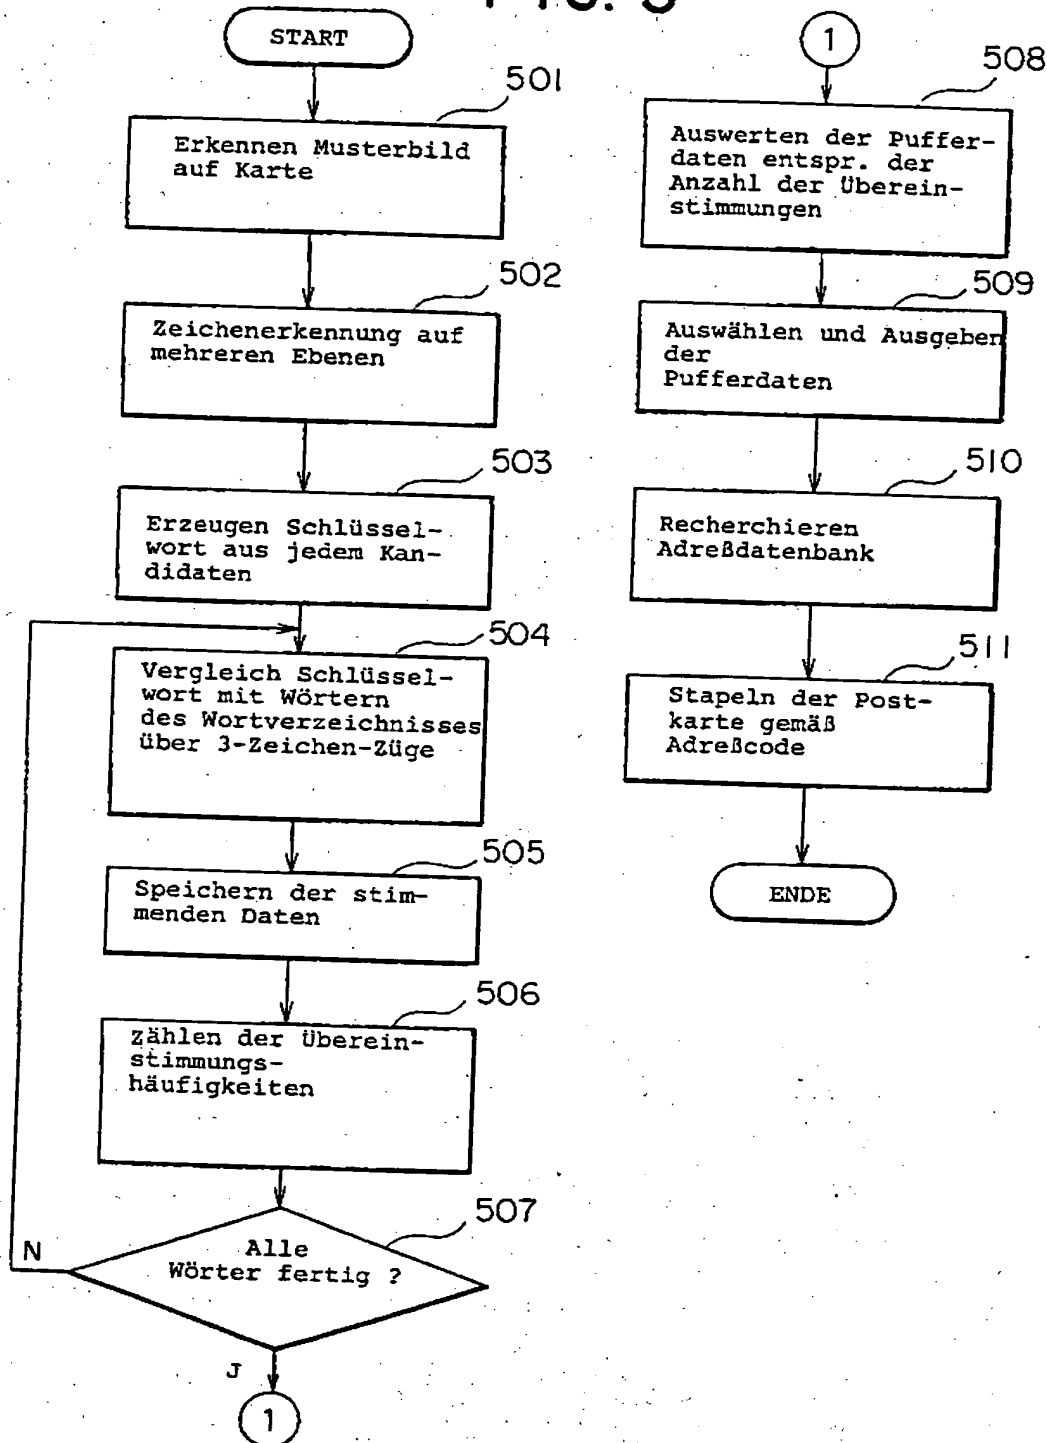 FIG. 5
START
501
Erkennen Musterbild
auf Karte
502
Zeichenerkennung auf
mehreren Ebenen
503
Erzeugen Schlüssel-
wort aus jedem Kan-
didaten
504
Vergleich Schlüssel-
wort mit Wörtern
des Wortverzeichnisses
über 3-Zeichen-Züge
505
Speichern der stim-
menden Daten
506
zählen der Überein-
stimmungs-
häufigkeiten
507
Alle
Wörter fertig ?
N
J
1
1
508
Auswerten der Puffer-
daten entspr. der
Anzahl der Überein-
stimmungen
509
Auswählen und Ausgeben
der
Pufferdaten
510
Recherchieren
Adreßdatenbank
511
Stapeln der Post-
karte gemäß
Adreßcode
ENDE